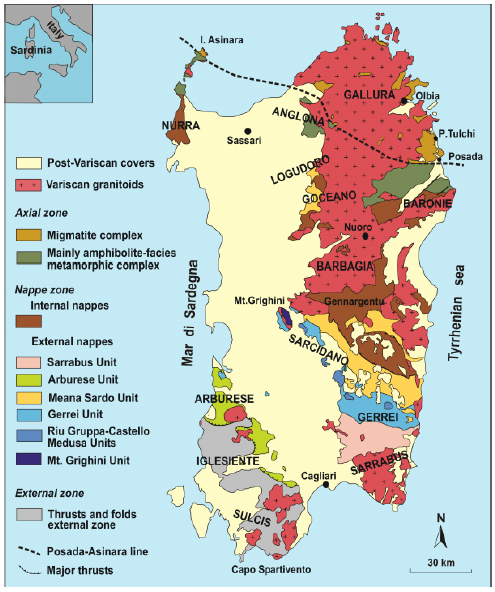 Italy
Sardinia
I. Asinara
GALLURA
Olbia
ANGLONA
NURRA
Sassari
P.Tulchi
Posada
LOGUDORO
GOCEANO
BARONIE
Nuoro
BARBAGIA
Gennargentu
Mt.Grighini
SARCIDANO
Mar di Sardegna
Tyrrhenian sea
ARBURESE
GERREI
IGLESIENTE
SARRABUS
Cagliari
SULCIS
Capo Spartivento
N
30 km
Post-Variscan covers
Variscan granitoids
Axial zone
Migmatite complex
Mainly amphibolite-facies
metamorphic complex
Nappe zone
Internal nappes
External nappes
Sarrabus Unit
Arburese Unit
Meana Sardo Unit
Gerrei Unit
Riu Gruppa-Castello
Medusa Units
Mt. Grighini Unit
External zone
Thrusts and folds
external zone
Posada-Asinara line
Major thrusts